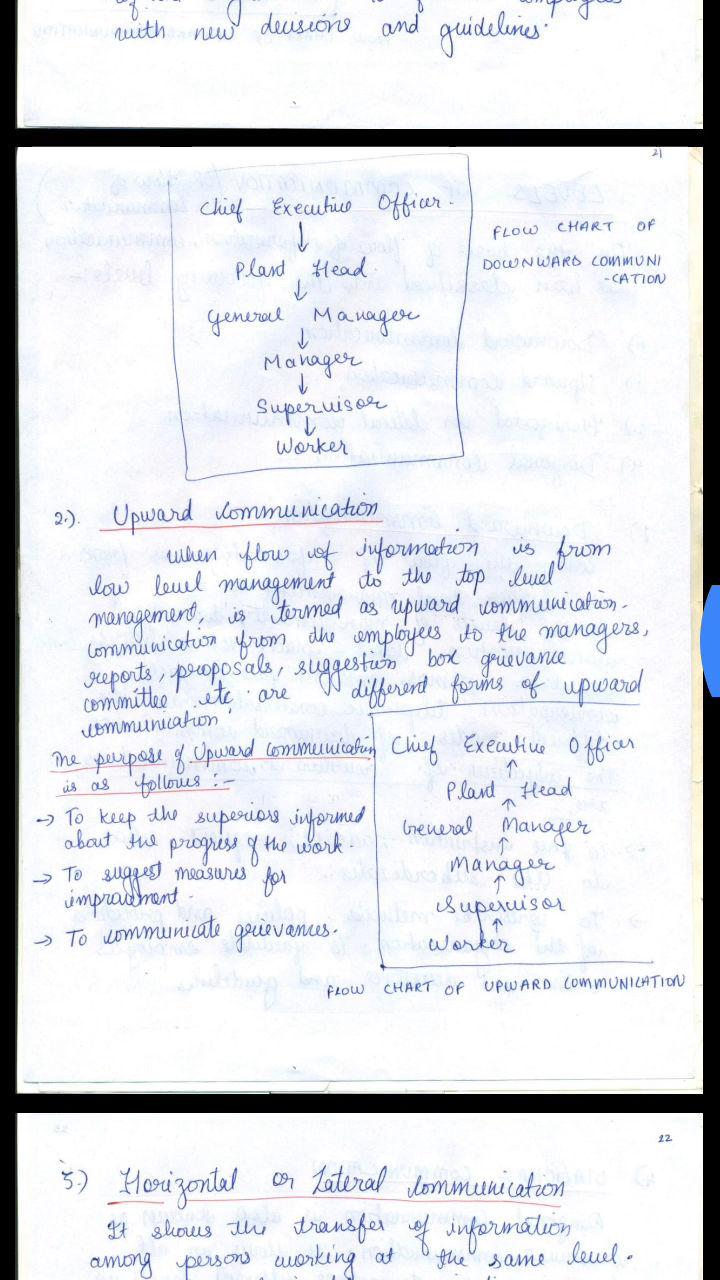 with new decisions and guidelines.
21
Chief Executive Officer.
Plant Head
General Manager
Manager
Supervisor
Worker
FLOW CHART OF
DOWNWARD COMMUNI
-CATION
2.). Upward Communication
When flow of information is from
low level management to the top level
management, is termed as upward communication.
Communication from the employees to the managers,
reports, proposals, suggestion box grievance
committee etc, are different forms of upward
communication.
The purpose of Upward Communication
is as follows :-
→ To keep the superiors informed
about the progress of the work.
→ To suggest measures for
improvement.
→ To communicate grievances.
Chief Executive Officer
Plant Head
General Manager
Manager
Supervisor
Worker
FLOW CHART OF UPWARD COMMUNICATION
22
3.) Horizontal or Lateral Communication
It shows the transfer of information
among persons working at the same level.